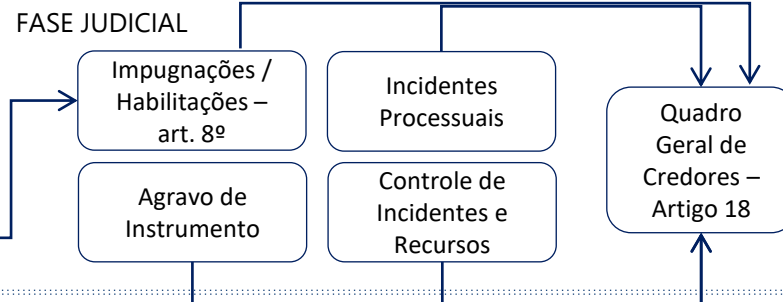 FASE JUDICIAL
Impugnações /
Habilitações –
art. 8º
Incidentes
Processuais
Quadro
Geral de
Credores –
Artigo 18
Agravo de
Instrumento
Controle de
Incidentes e
Recursos